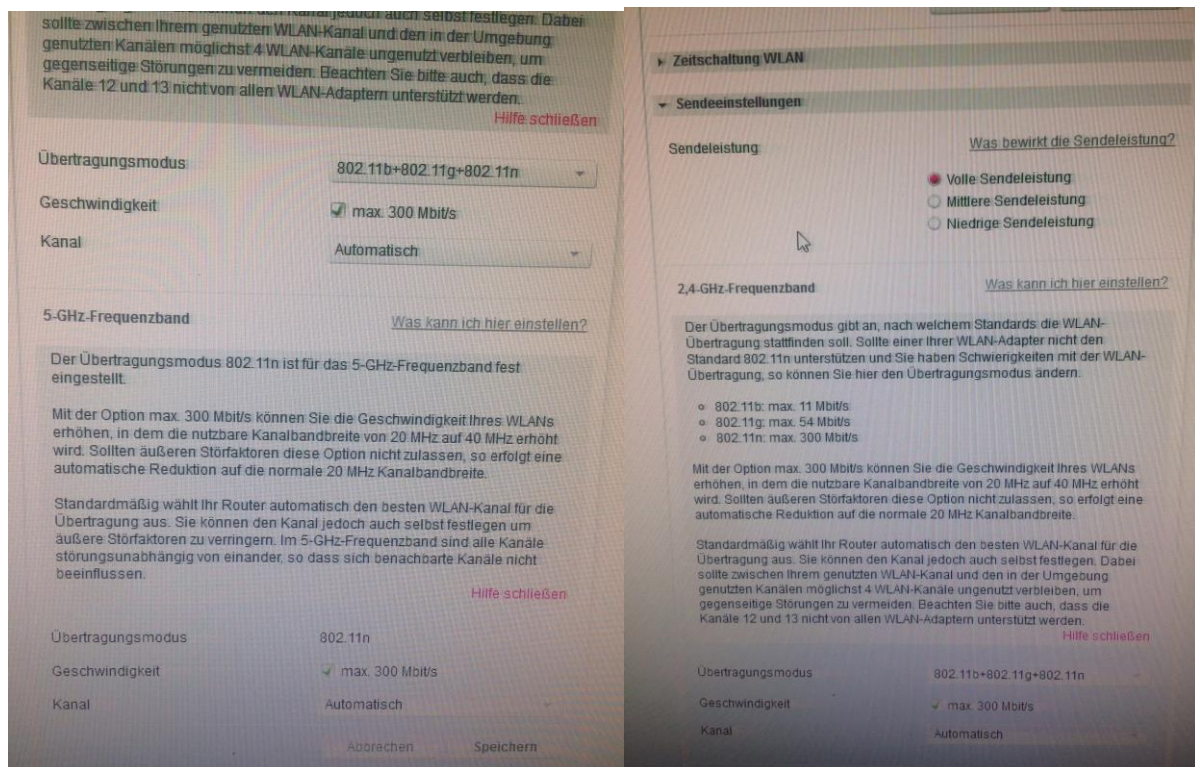 Kanal jedoch auch selbst festlegen. Dabei
sollte zwischen Ihrem genutzten WLAN-Kanal und den in der Umgebung
genutzten Kanälen möglichst 4 WLAN-Kanäle ungenutzt verbleiben, um
gegenseitige Störungen zu vermeiden. Beachten Sie bitte auch, dass die
Kanäle 12 und 13 nicht von allen WLAN-Adaptern unterstützt werden.
Hilfe schließen
Übertragungsmodus 802.11b+802.11g+802.11n
Geschwindigkeit max. 300 Mbit/s
Kanal Automatisch
5-GHz-Frequenzband Was kann ich hier einstellen?
Der Übertragungsmodus 802.11n ist für das 5-GHz-Frequenzband fest
eingestellt.
Mit der Option max. 300 Mbit/s können Sie die Geschwindigkeit Ihres WLANs
erhöhen, in dem die nutzbare Kanalbandbreite von 20 MHz auf 40 MHz erhöht
wird. Sollten äußeren Störfaktoren diese Option nicht zulassen, so erfolgt eine
automatische Reduktion auf die normale 20 MHz Kanalbandbreite.
Standardmäßig wählt Ihr Router automatisch den besten WLAN-Kanal für die
Übertragung aus. Sie können den Kanal jedoch auch selbst festlegen um
äußere Störfaktoren zu verringern. Im 5-GHz-Frequenzband sind alle Kanäle
störungsunabhängig von einander, so dass sich benachbarte Kanäle nicht
beeinflussen.
Hilfe schließen
Übertragungsmodus 802.11n
Geschwindigkeit max. 300 Mbit/s
Kanal Automatisch
Abbrechen Speichern
Zeitschaltung WLAN
Sendeeinstellungen
Sendeleistung Was bewirkt die Sendeleistung?
Volle Sendeleistung
Mittlere Sendeleistung
Niedrige Sendeleistung
2,4-GHz-Frequenzband Was kann ich hier einstellen?
Der Übertragungsmodus gibt an, nach welchem Standards die WLAN-
Übertragung stattfinden soll. Sollte einer Ihrer WLAN-Adapter nicht den
Standard 802.11n unterstützen und Sie haben Schwierigkeiten mit der WLAN-
Übertragung, so können Sie hier den Übertragungsmodus ändern.
802.11b: max. 11 Mbit/s
802.11g: max. 54 Mbit/s
802.11n: max. 300 Mbit/s
Mit der Option max. 300 Mbit/s können Sie die Geschwindigkeit Ihres WLANs
erhöhen, in dem die nutzbare Kanalbandbreite von 20 MHz auf 40 MHz erhöht
wird. Sollten äußeren Störfaktoren diese Option nicht zulassen, so erfolgt eine
automatische Reduktion auf die normale 20 MHz Kanalbandbreite.
Standardmäßig wählt Ihr Router automatisch den besten WLAN-Kanal für die
Übertragung aus. Sie können den Kanal jedoch auch selbst festlegen. Dabei
sollte zwischen Ihrem genutzten WLAN-Kanal und den in der Umgebung
genutzten Kanälen möglichst 4 WLAN-Kanäle ungenutzt verbleiben, um
gegenseitige Störungen zu vermeiden. Beachten Sie bitte auch, dass die
Kanäle 12 und 13 nicht von allen WLAN-Adaptern unterstützt werden.
Hilfe schließen
Übertragungsmodus 802.11b+802.11g+802.11n
Geschwindigkeit max. 300 Mbit/s
Kanal Automatisch